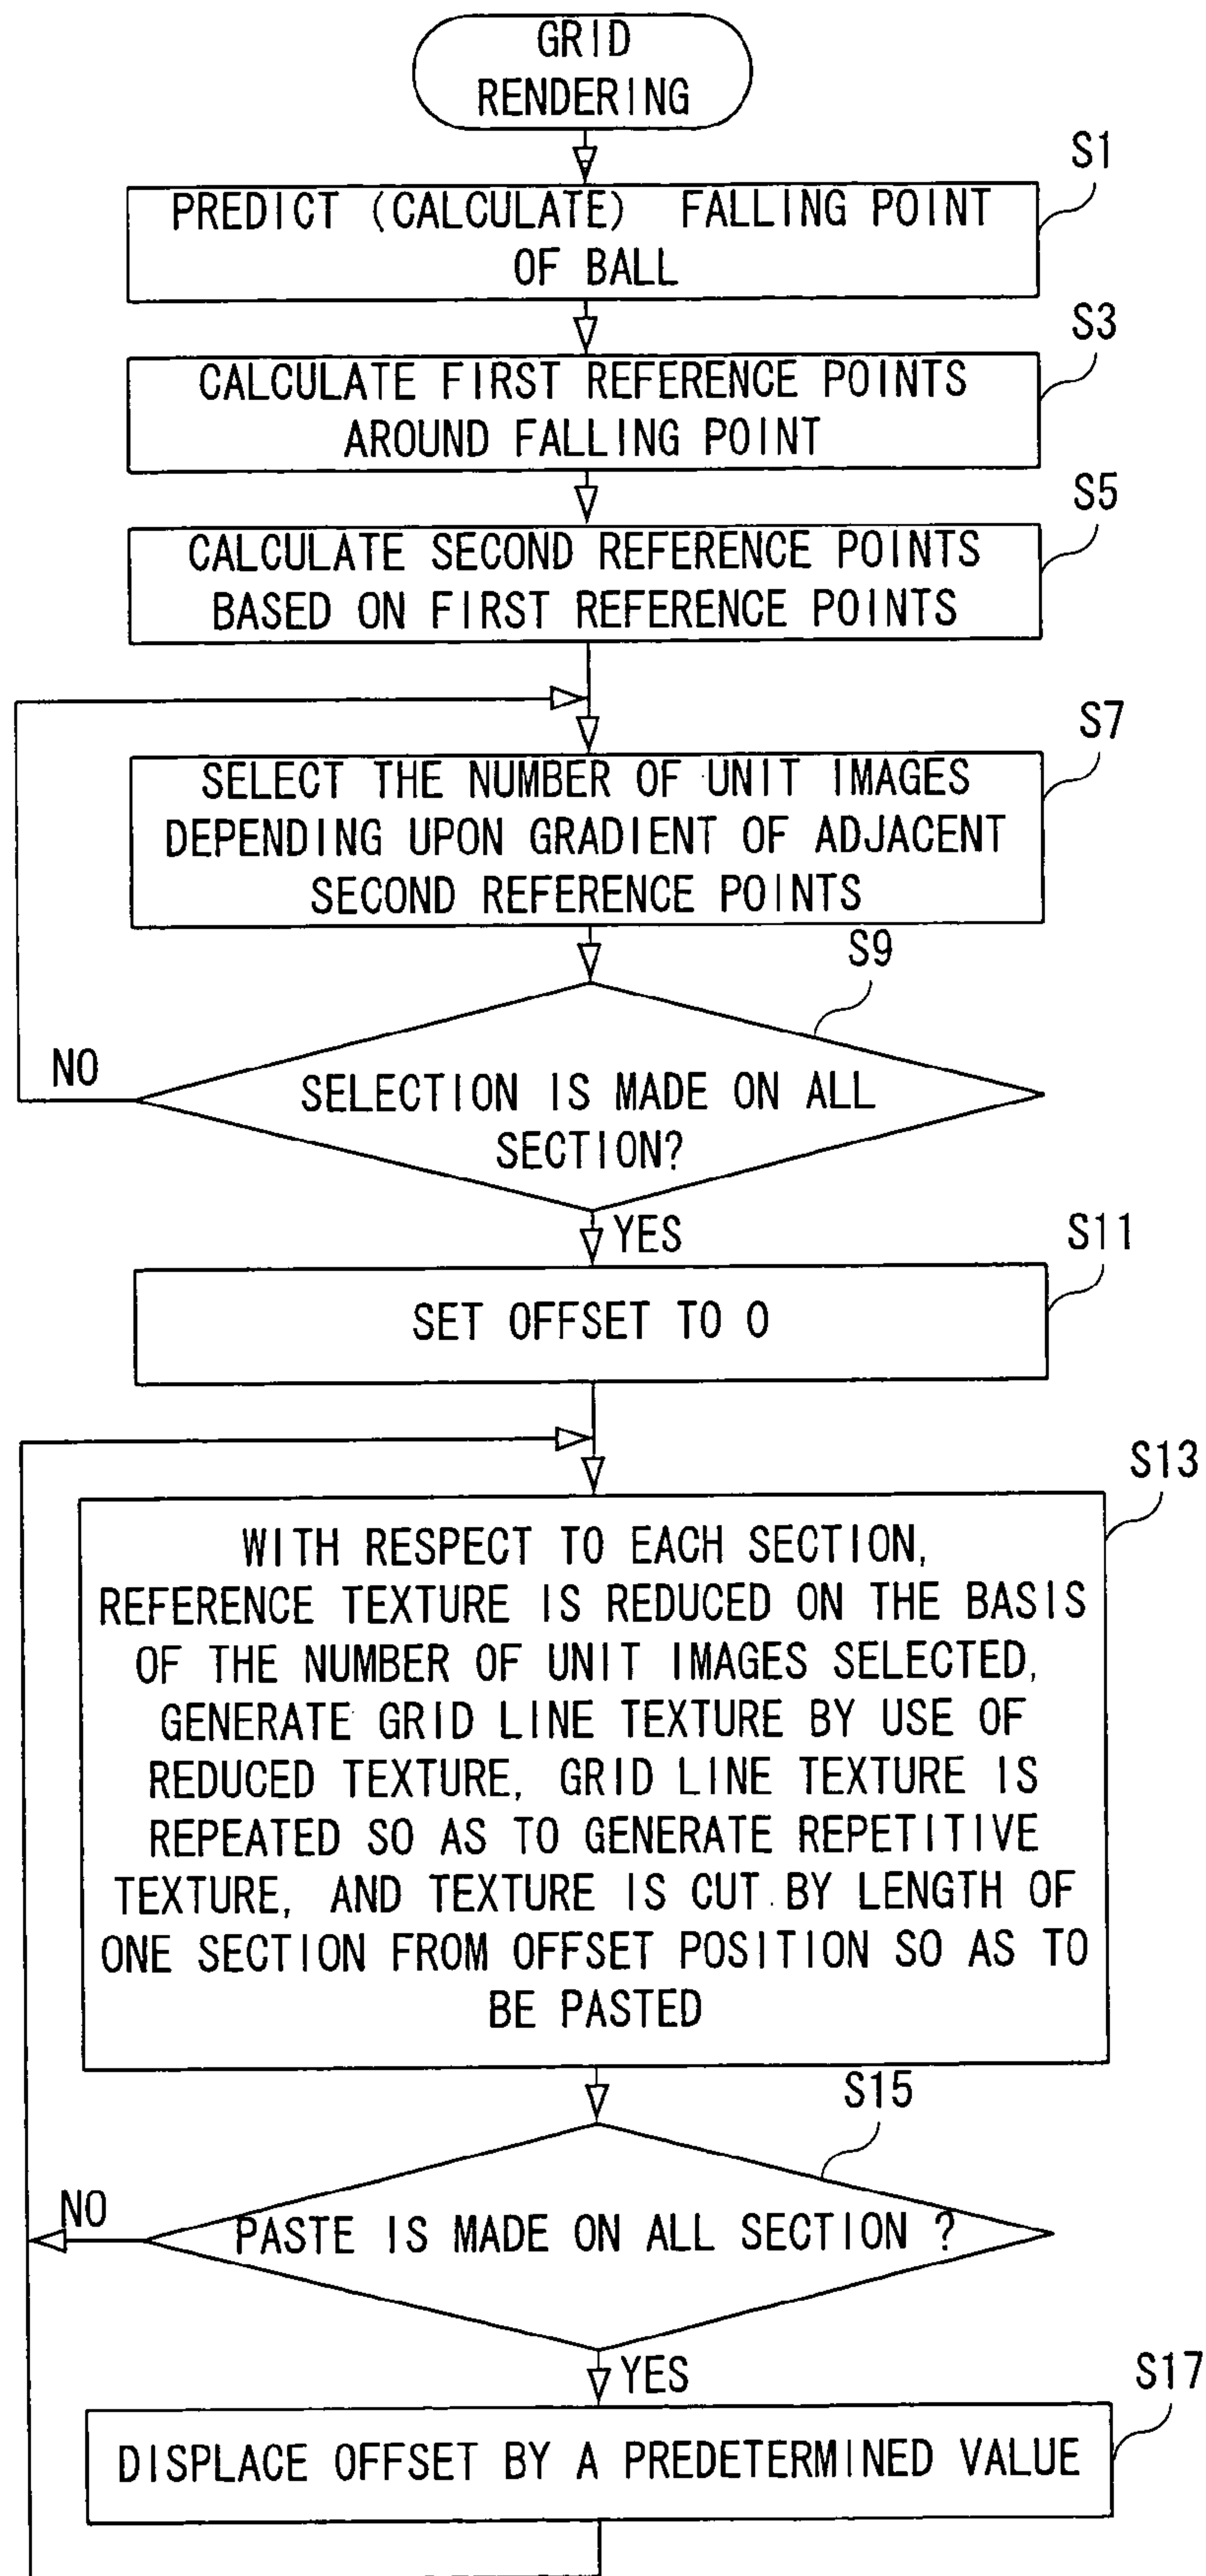 GRID
RENDERING
S1
PREDICT (CALCULATE) FALLING POINT
OF BALL
S3
CALCULATE FIRST REFERENCE POINTS
AROUND FALLING POINT
S5
CALCULATE SECOND REFERENCE POINTS
BASED ON FIRST REFERENCE POINTS
S7
SELECT THE NUMBER OF UNIT IMAGES
DEPENDING UPON GRADIENT OF ADJACENT
SECOND REFERENCE POINTS
S9
NO
SELECTION IS MADE ON ALL
SECTION?
YES
S11
SET OFFSET TO 0
S13
WITH RESPECT TO EACH SECTION,
REFERENCE TEXTURE IS REDUCED ON THE BASIS
OF THE NUMBER OF UNIT IMAGES SELECTED,
GENERATE GRID LINE TEXTURE BY USE OF
REDUCED TEXTURE, GRID LINE TEXTURE IS
REPEATED SO AS TO GENERATE REPETITIVE
TEXTURE, AND TEXTURE IS CUT BY LENGTH OF
ONE SECTION FROM OFFSET POSITION SO AS TO
BE PASTED
S15
NO
PASTE IS MADE ON ALL SECTION ?
YES
S17
DISPLACE OFFSET BY A PREDETERMINED VALUE